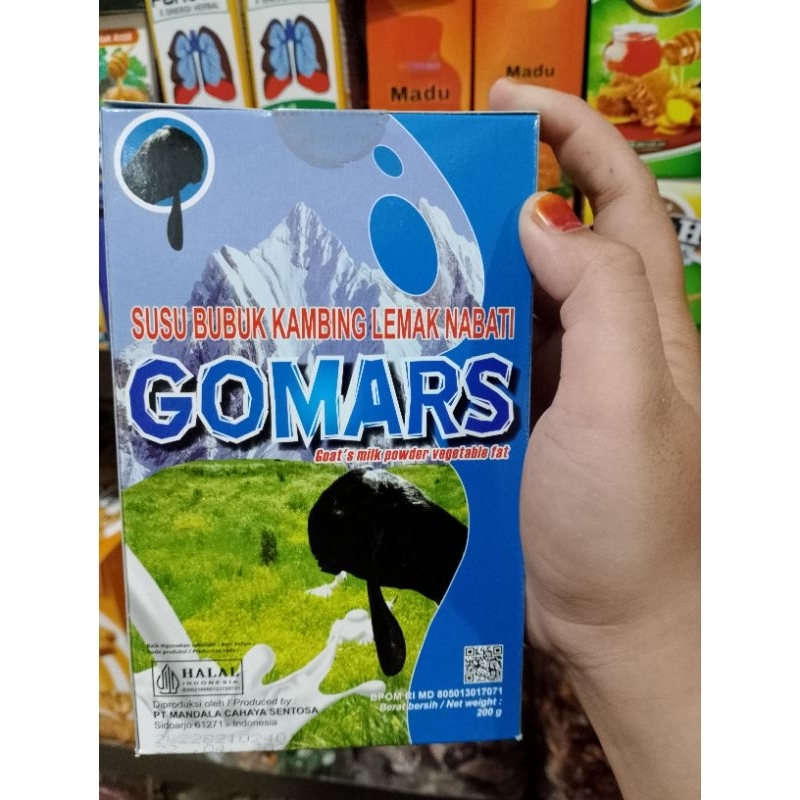 Madu
Madu
SUSU BUBUK KAMBING LEMAK NABATI
GOMARS
Goat's milk powder vegetable fat
HALAL
INDONESIA
Diproduksi oleh / Produced by :
PT MANDALA CAHAYA SENTOSA
Sidoarjo 61271 - Indonesia
BPOM RI MD 805013017071
Berat bersih / Net weight :
200 g